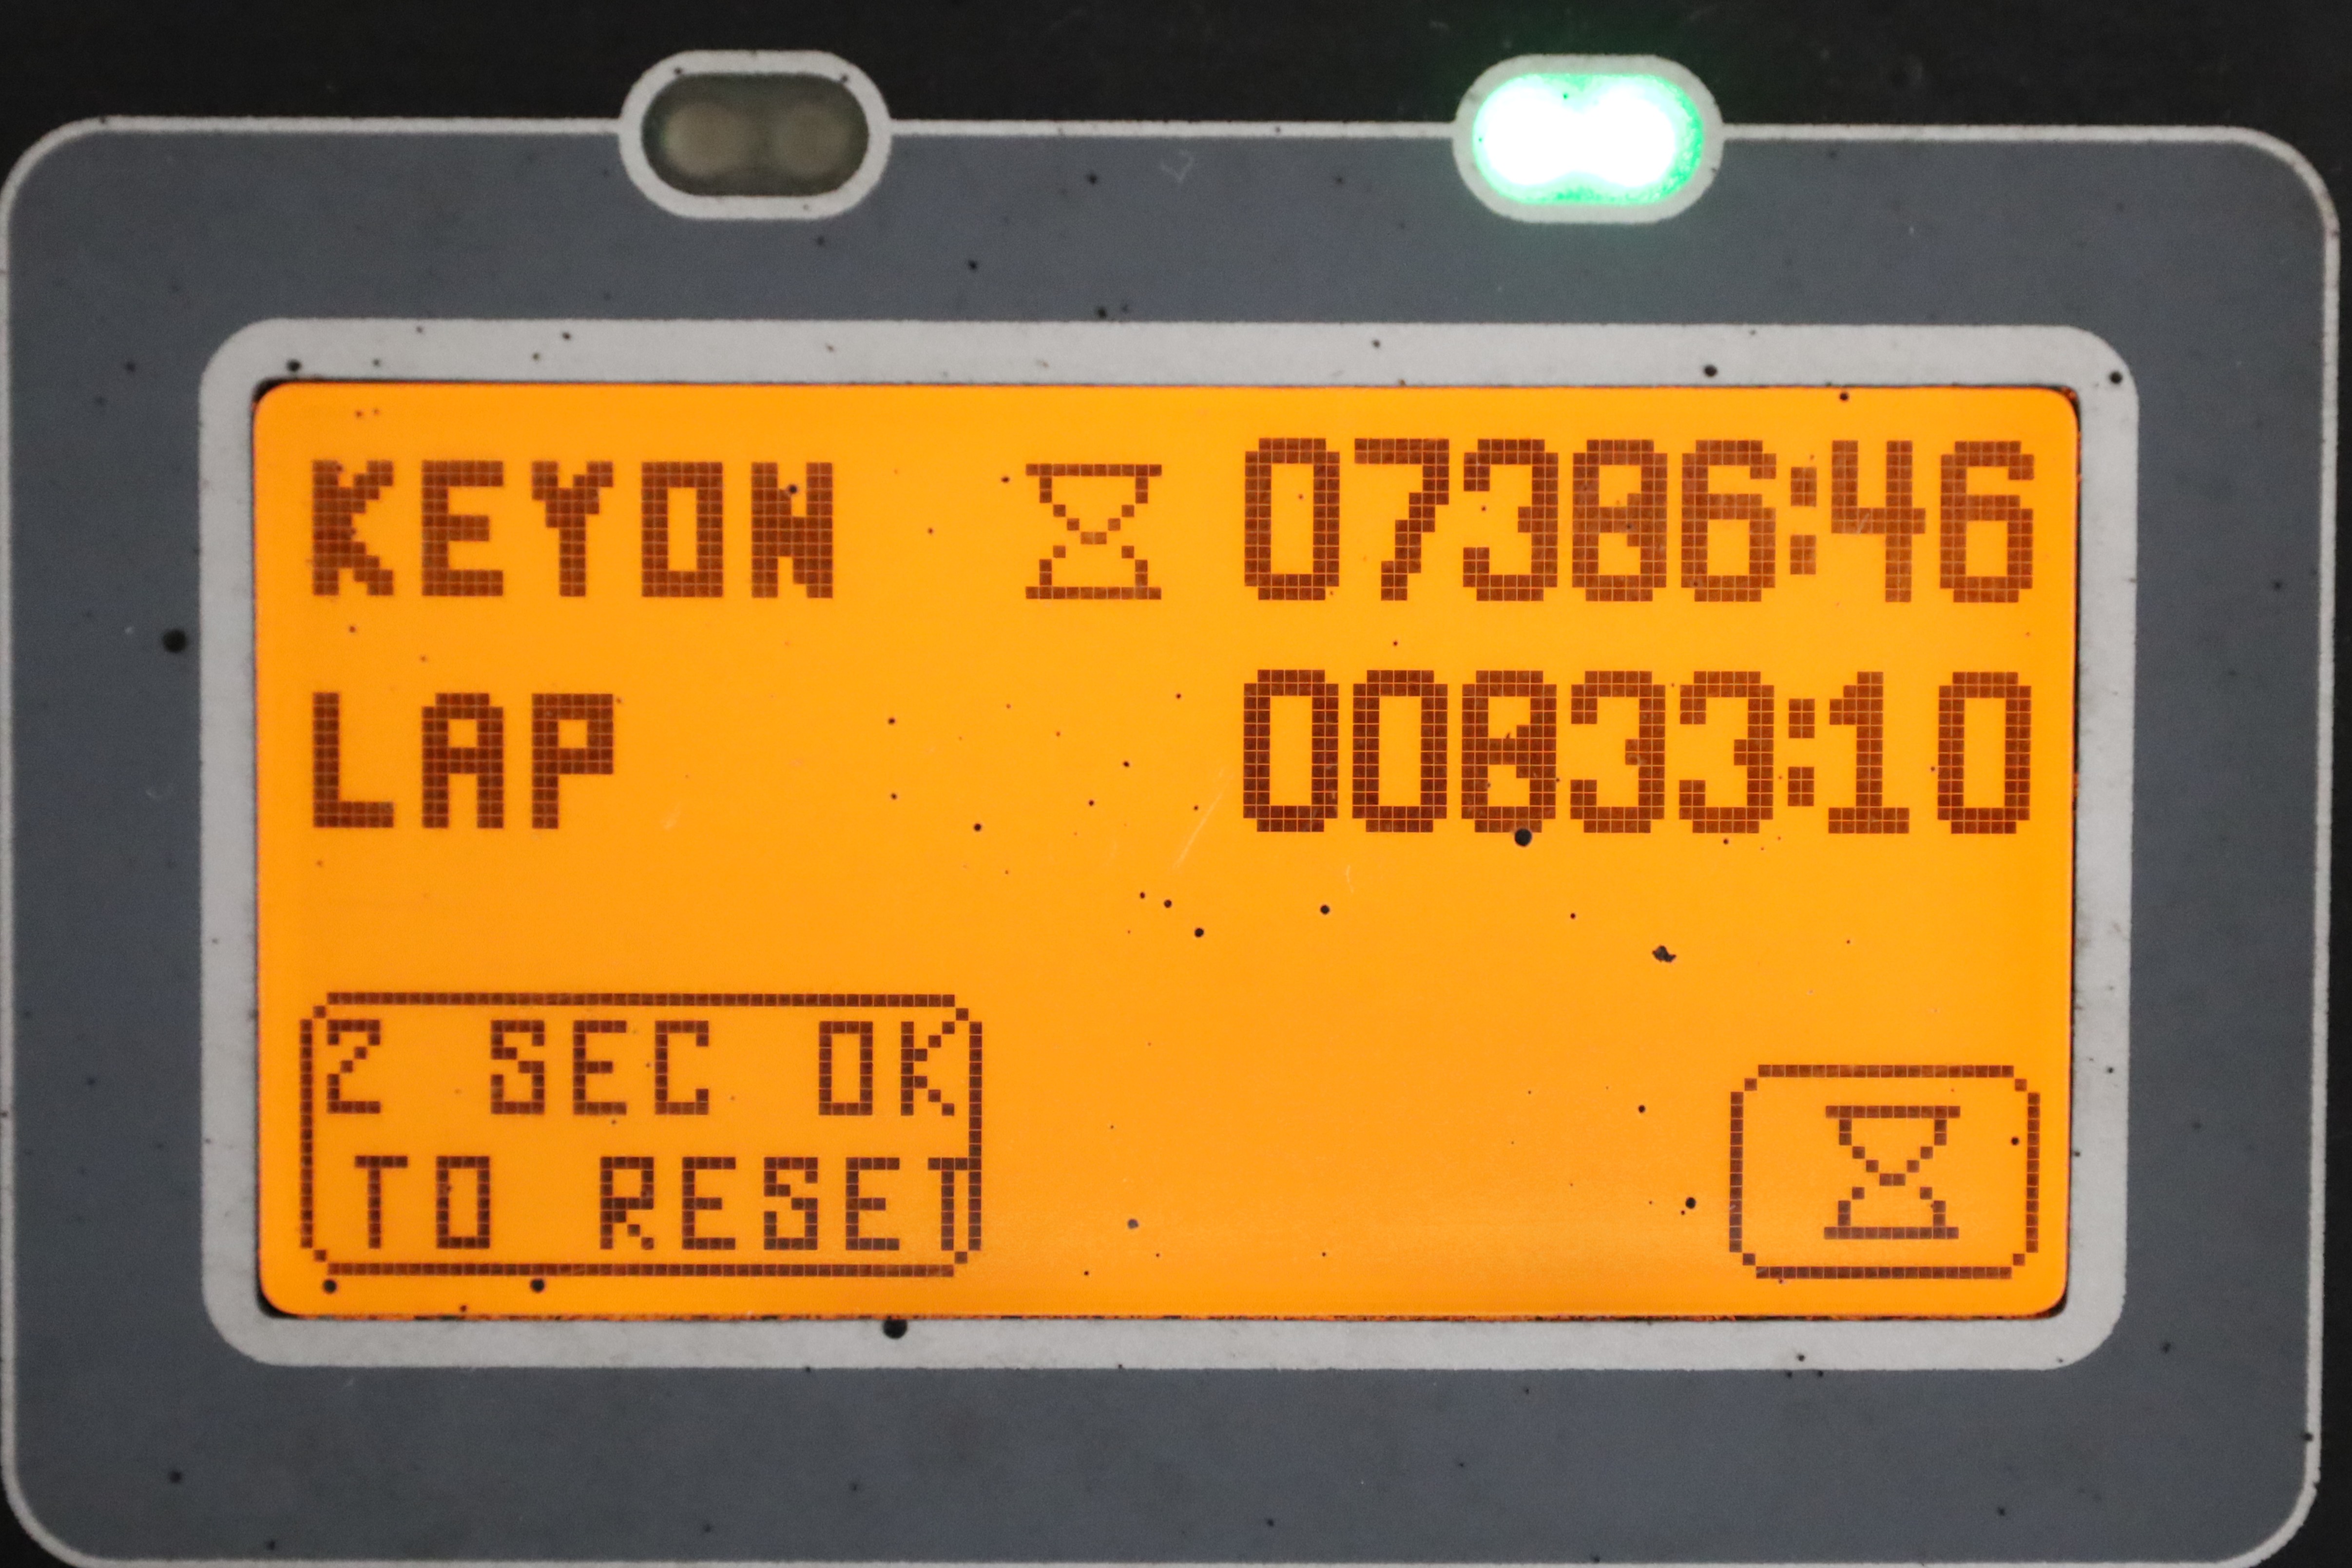 KEYON 07386:46
LAP 00833:10
2 SEC OK
TO RESET